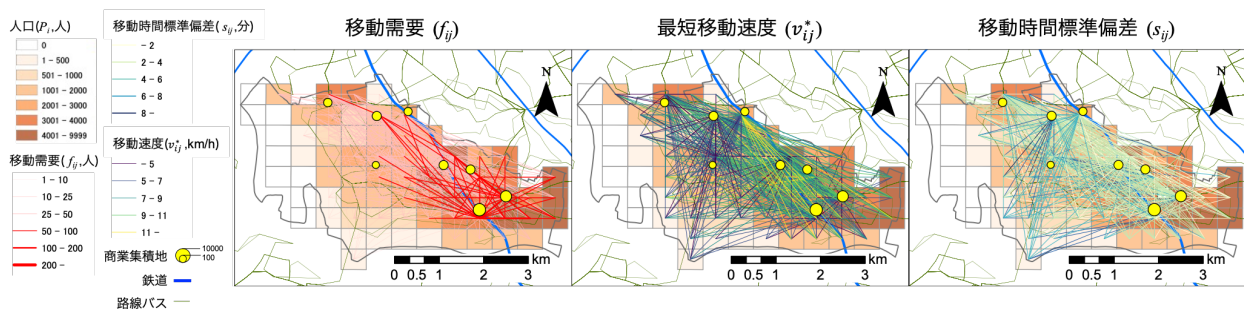 人口(Pᵢ,人)
0
1 – 500
501 – 1000
1001 – 2000
2001 – 3000
3001 – 4000
4001 – 9999
移動需要(fᵢⱼ,人)
1 – 10
10 – 25
25 – 50
50 – 100
100 – 200
200 –
移動時間標準偏差(sᵢⱼ,分)
- 2
2 – 4
4 – 6
6 – 8
8 -
移動速度(v*ᵢⱼ,km/h)
– 5
5 – 7
7 – 9
9 – 11
11 –
商業集積地
10000
100
鉄道
路線バス
移動需要 (fᵢⱼ)
N
km
0 0.5 1 2 3
最短移動速度 (v*ᵢⱼ)
N
km
0 0.5 1 2 3
移動時間標準偏差 (sᵢⱼ)
N
km
0 0.5 1 2 3